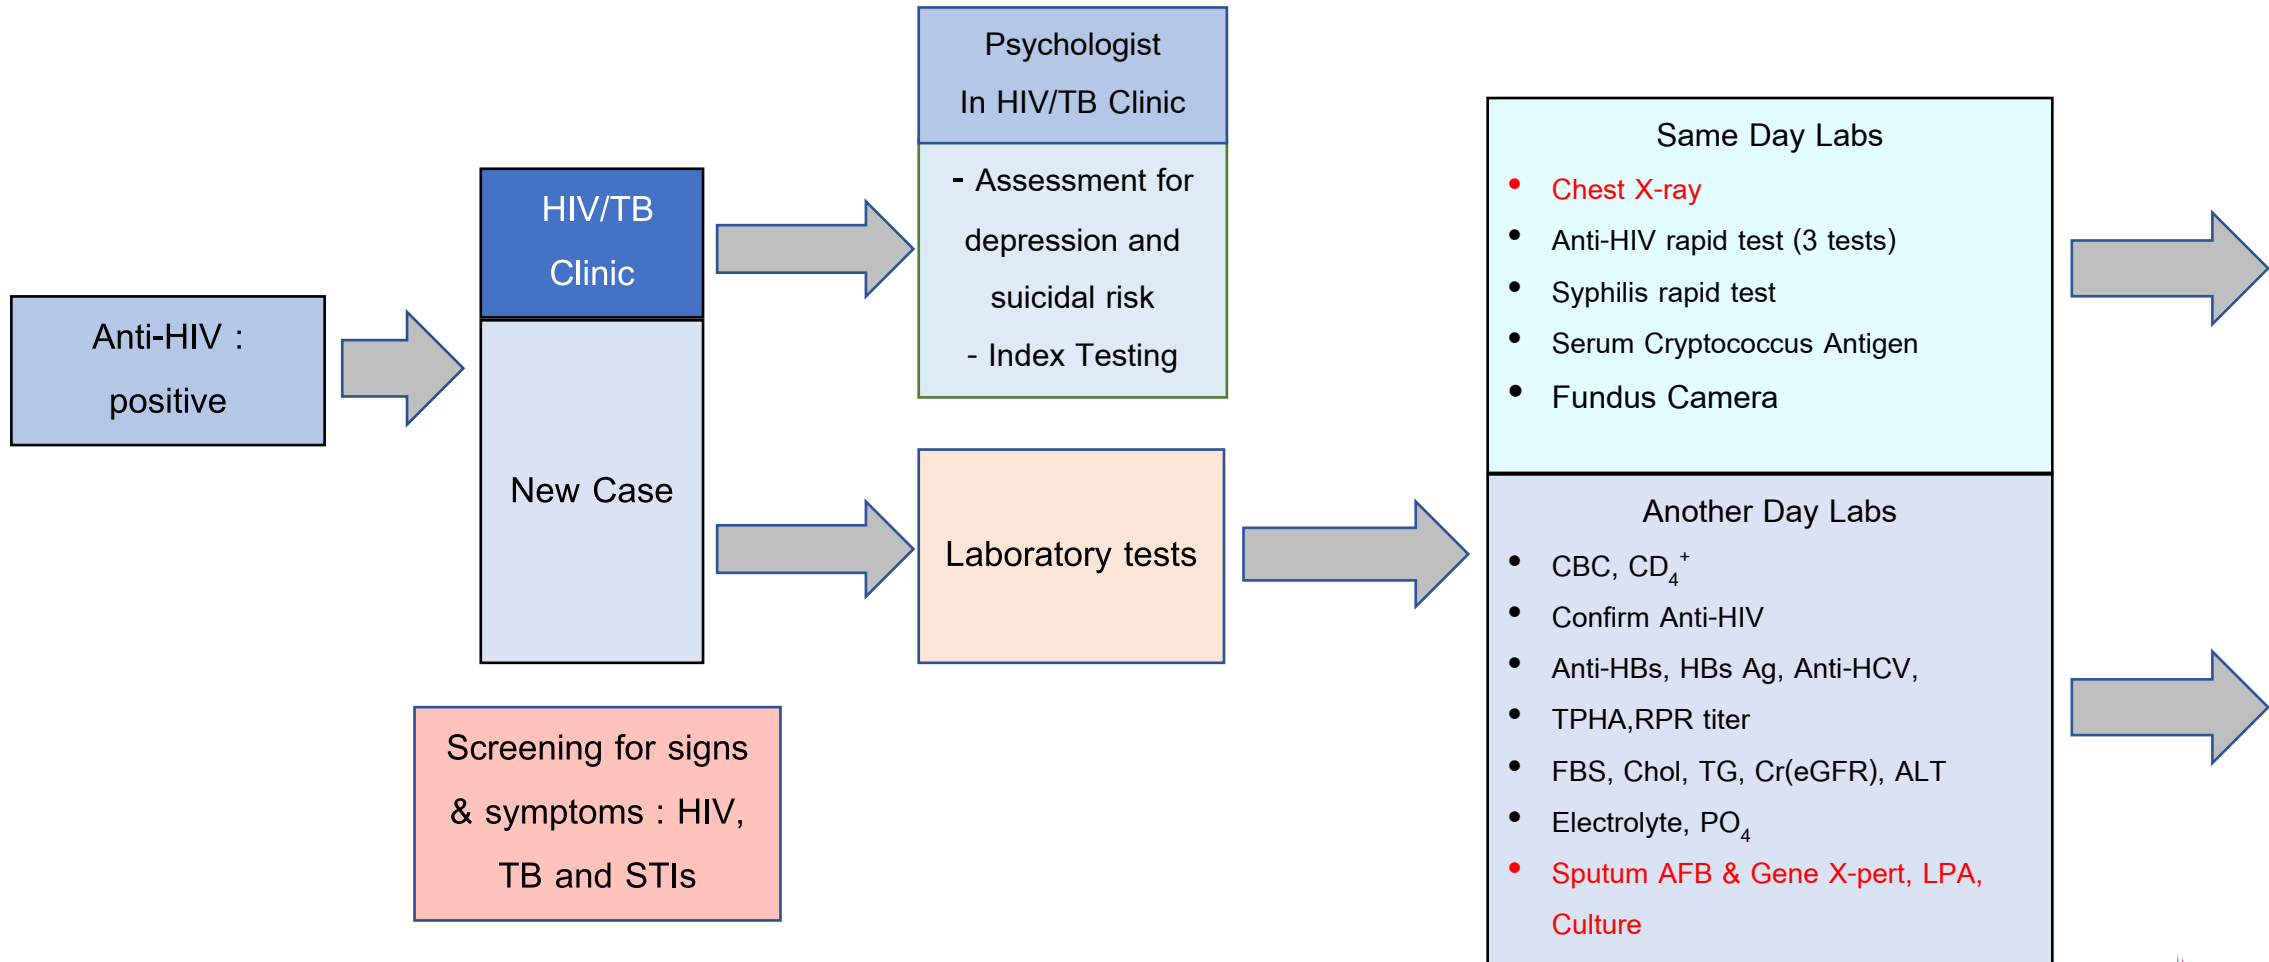 Anti-HIV :
positive
HIV/TB
Clinic
New Case
Screening for signs
& symptoms : HIV,
TB and STIs
Psychologist
In HIV/TB Clinic
- Assessment for
depression and
suicidal risk
- Index Testing
Laboratory tests
Same Day Labs
• Chest X-ray
• Anti-HIV rapid test (3 tests)
• Syphilis rapid test
• Serum Cryptococcus Antigen
• Fundus Camera
Another Day Labs
• CBC, CD₄⁺
• Confirm Anti-HIV
• Anti-HBs, HBs Ag, Anti-HCV,
• TPHA,RPR titer
• FBS, Chol, TG, Cr(eGFR), ALT
• Electrolyte, PO₄
• Sputum AFB & Gene X-pert, LPA,
Culture